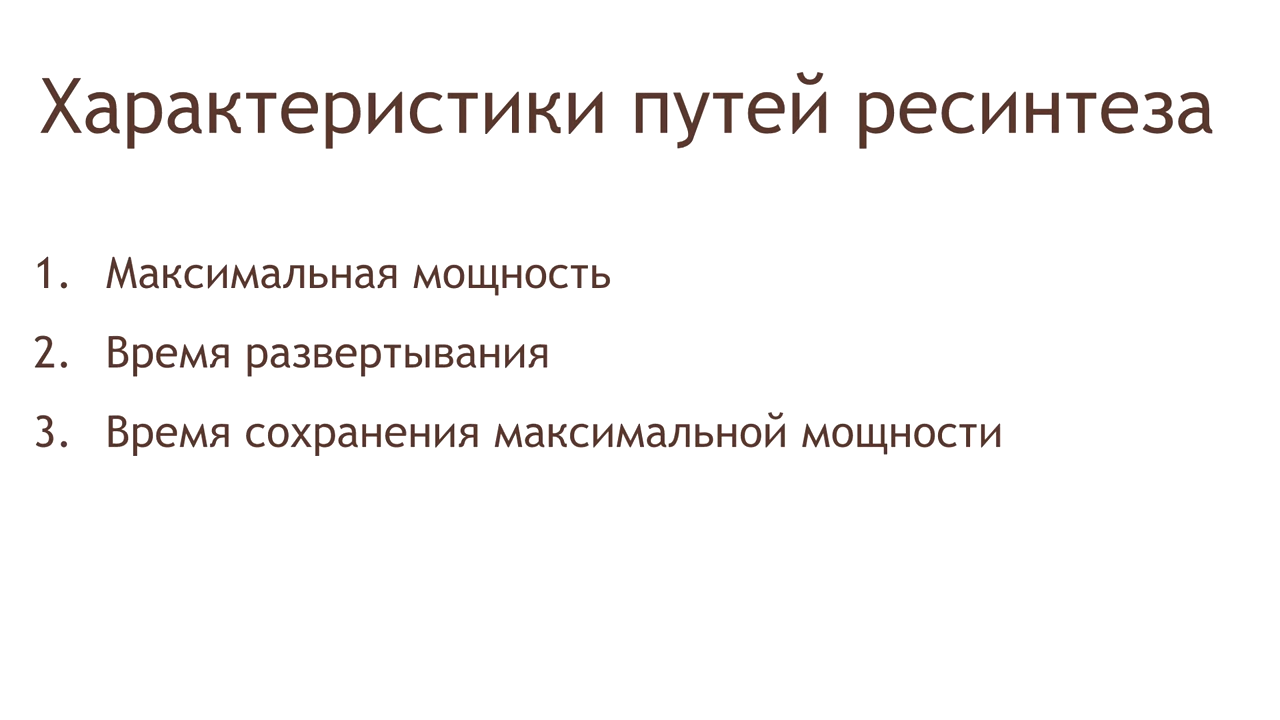 Характеристики путей ресинтеза
1. Максимальная мощность
2. Время развертывания
3. Время сохранения максимальной мощности